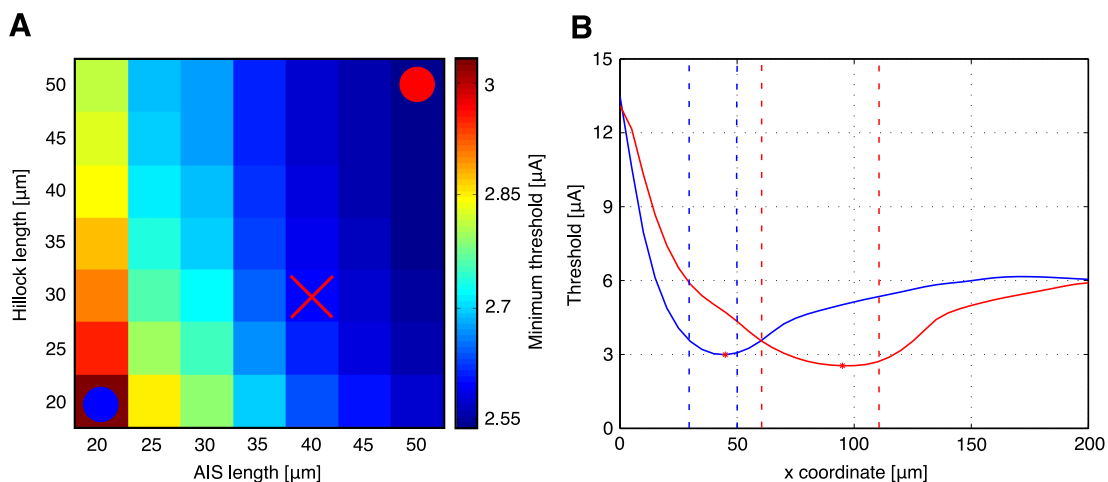 A
Hillock length [µm]
50
45
40
35
30
25
20
20 25 30 35 40 45 50
AIS length [µm]
3
2.85
2.7
2.55
Minimum threshold [µA]
B
Threshold [µA]
15
12
9
6
3
0
0 50 100 150 200
x coordinate [µm]